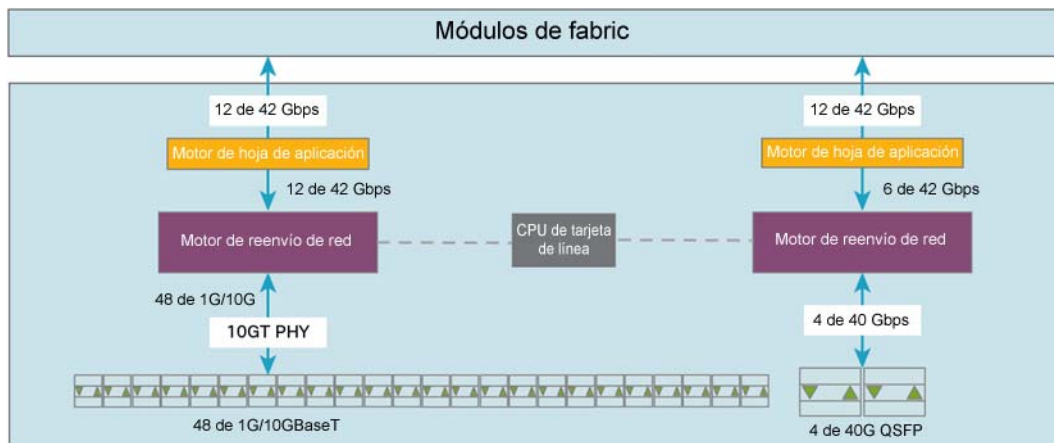 Módulos de fabric
12 de 42 Gbps
12 de 42 Gbps
Motor de hoja de aplicación
Motor de hoja de aplicación
12 de 42 Gbps
6 de 42 Gbps
Motor de reenvío de red
CPU de tarjeta
de línea
Motor de reenvío de red
48 de 1G/10G
10GT PHY
4 de 40 Gbps
48 de 1G/10GBaseT
4 de 40G QSFP